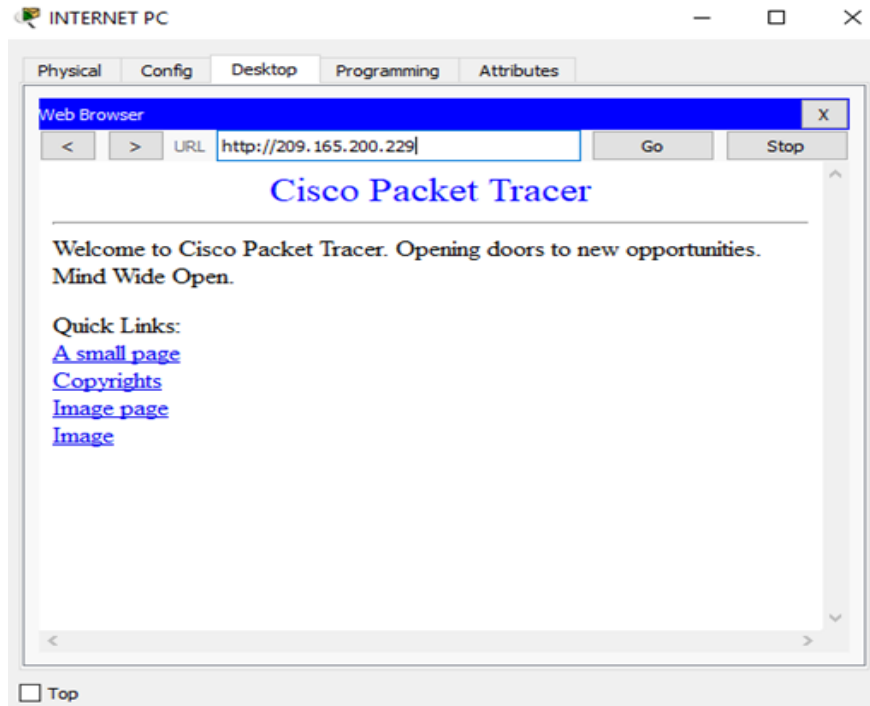 INTERNET PC
Physical Config Desktop Programming Attributes
Web Browser X
< > URL http://209.165.200.229 Go Stop
Cisco Packet Tracer
Welcome to Cisco Packet Tracer. Opening doors to new opportunities.
Mind Wide Open.
Quick Links:
A small page
Copyrights
Image page
Image
Top